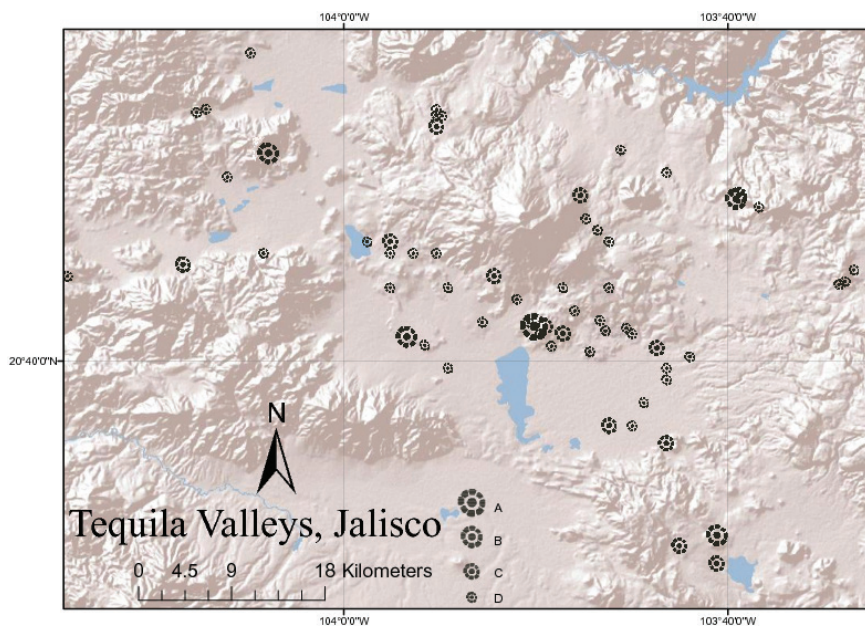 104°0'0"W 103°40'0"W
20°40'0"N
N
A
Tequila Valleys, Jalisco
B
0 4.5 9 18 Kilometers
C
D
104°0'0"W 103°40'0"W